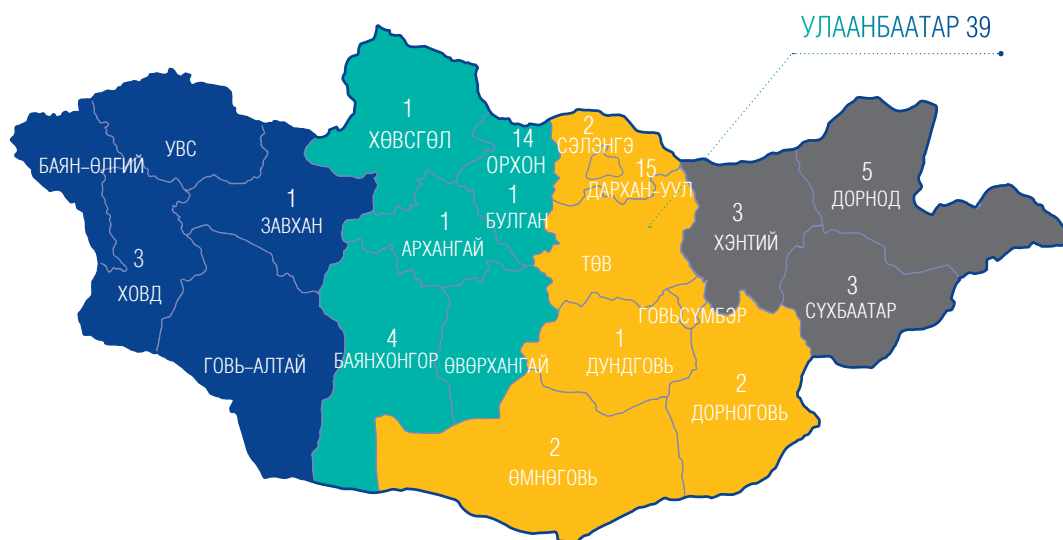 УЛААНБААТАР 39
1
ХӨВСГӨЛ
14
ОРХОН
2
СЭЛЭНГЭ
15
ДАРХАН-УУЛ
УВС
БАЯН-ӨЛГИЙ
1
ЗАВХАН
1
БУЛГАН
1
АРХАНГАЙ
5
ДОРНОД
3
ХЭНТИЙ
3
ХОВД
ТӨВ
3
СҮХБААТАР
ГОВЬСҮМБЭР
ГОВЬ-АЛТАЙ
4
БАЯНХОНГОР
ӨВӨРХАНГАЙ
1
ДУНДГОВЬ
2
ДОРНОГОВЬ
2
ӨМНӨГОВЬ